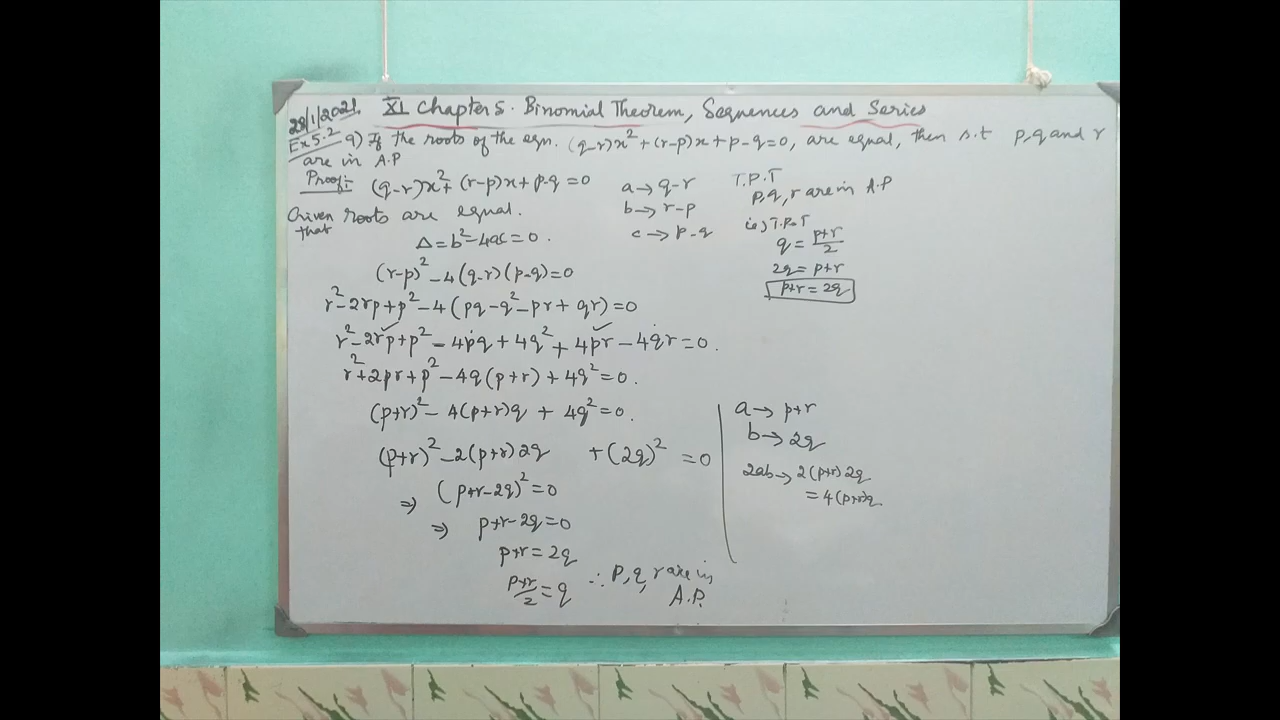 28/1/2021 XI Chapter 5. Binomial Theorem, Sequences and Series
Ex 5.2 9) If the roots of the eqn. (q-r)x²+(r-p)x+p-q=0, are equal, then s.t p,q and r
are in A.P
Proof:- (q-r)x²+(r-p)x+p-q=0
Given roots are equal.
that
Δ=b²-4ac=0.
(r-p)²-4(q-r)(p-q)=0
r²-2rp+p²-4(pq-q²-pr+qr)=0
r²-2rp+p²-4pq+4q²+4pr-4qr=0.
r²+2pr+p²-4q(p+r)+4q²=0.
(p+r)²-4(p+r)q+4q²=0.
(p+r)²-2(p+r)2q +(2q)²=0
⇒ (p+r-2q)²=0
⇒ p+r-2q=0
p+r=2q
p+r/2=q ∴ P,q,r are in
A.P.
a→q-r
b→r-p
c→p-q
T.P.T
p,q,r are in A.P
(ie) T.P.T
q=p+r/2
2q=p+r
p+r=2q
a→p+r
b→2q
2ab→2(p+r)2q
=4(p+r)q